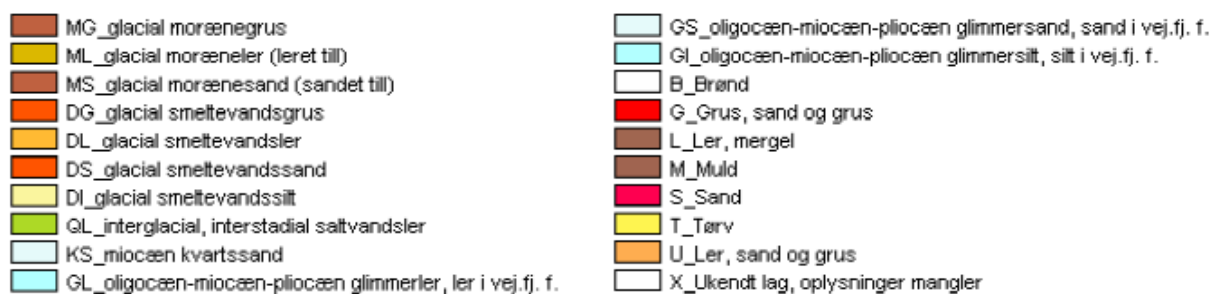 MG_glacial morænegrus
ML_glacial moræneler (leret till)
MS_glacial morænesand (sandet till)
DG_glacial smeltevandsgrus
DL_glacial smeltevandsler
DS_glacial smeltevandssand
DI_glacial smeltevandssilt
QL_interglacial, interstadial saltvandsler
KS_miocæn kvartssand
GL_oligocæn-miocæn-pliocæn glimmerler, ler i vej.fj. f.
GS_oligocæn-miocæn-pliocæn glimmersand, sand i vej.fj. f.
GI_oligocæn-miocæn-pliocæn glimmersilt, silt i vej.fj. f.
B_Brønd
G_Grus, sand og grus
L_Ler, mergel
M_Muld
S_Sand
T_Tørv
U_Ler, sand og grus
X_Ukendt lag, oplysninger mangler